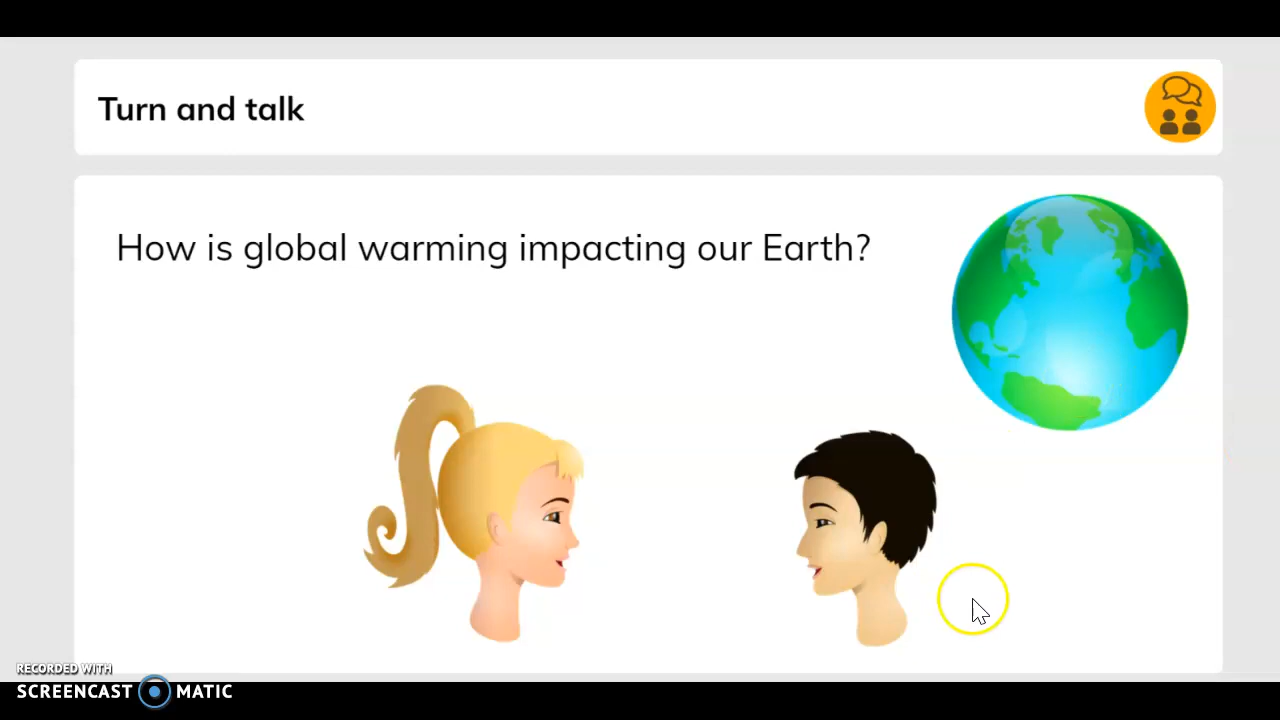 Turn and talk
How is global warming impacting our Earth?
RECORDED WITH
SCREENCAST MATIC